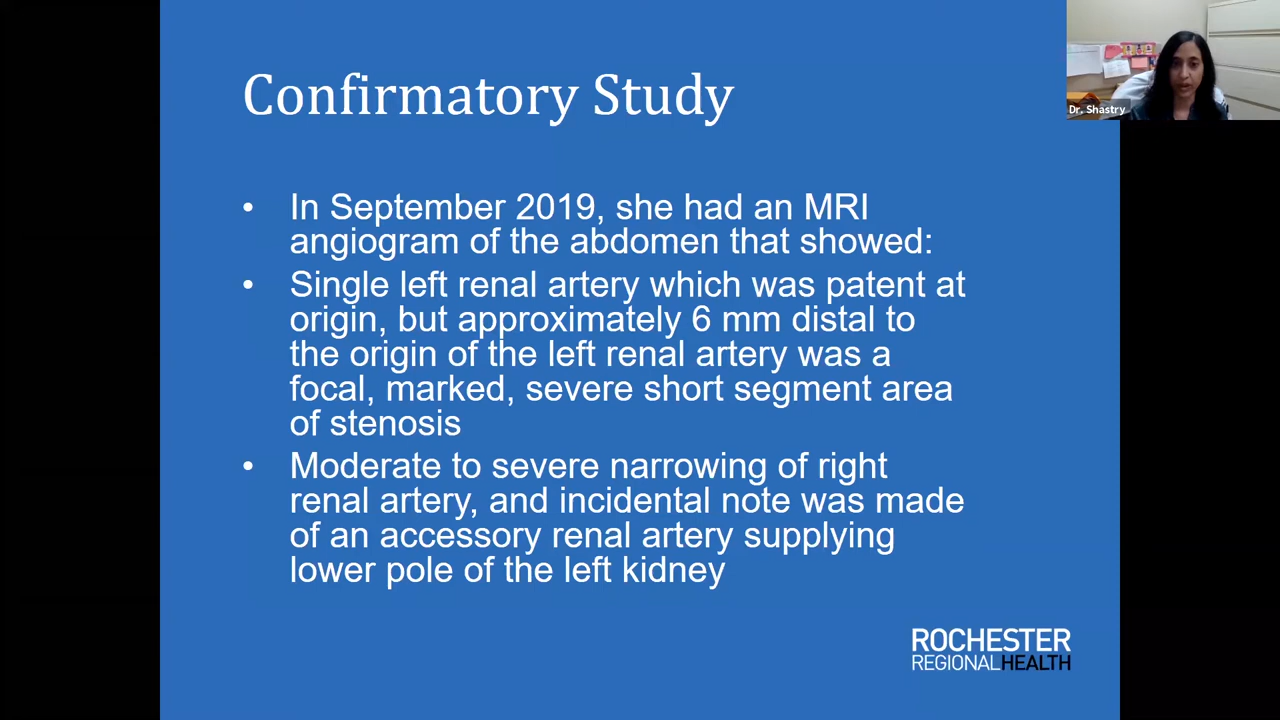 Confirmatory Study
Dr. Shastry
• In September 2019, she had an MRI
angiogram of the abdomen that showed:
• Single left renal artery which was patent at
origin, but approximately 6 mm distal to
the origin of the left renal artery was a
focal, marked, severe short segment area
of stenosis
• Moderate to severe narrowing of right
renal artery, and incidental note was made
of an accessory renal artery supplying
lower pole of the left kidney
ROCHESTER
REGIONALHEALTH